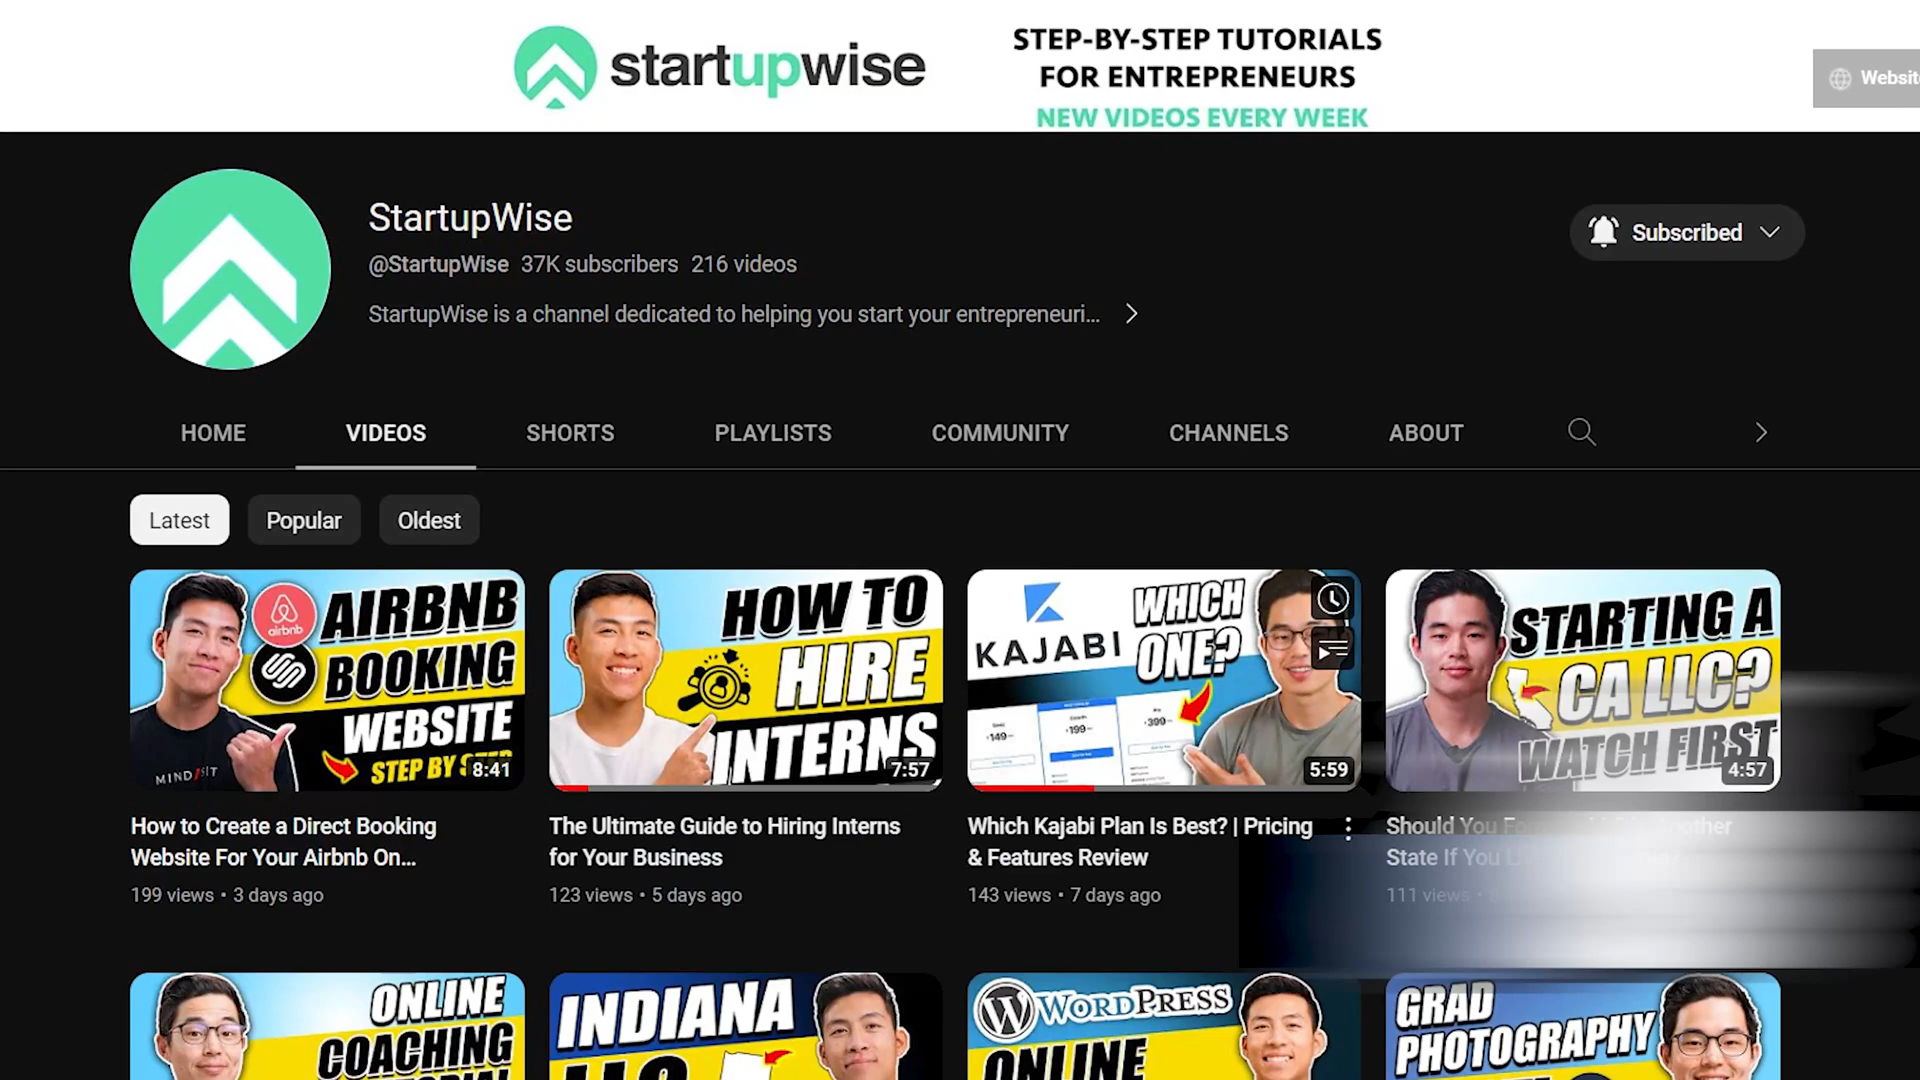 startupwise
STEP-BY-STEP TUTORIALS
FOR ENTREPRENEURS
NEW VIDEOS EVERY WEEK
Websit
StartupWise
@StartupWise 37K subscribers 216 videos
StartupWise is a channel dedicated to helping you start your entrepreneuri...
Subscribed
HOME VIDEOS SHORTS PLAYLISTS COMMUNITY CHANNELS ABOUT
Latest Popular Oldest
airbnb
AIRBNB
BOOKING
WEBSITE
STEP BY
8:41
HOW TO
HIRE
INTERNS
7:57
KAJABI
WHICH
ONE?
149
199
399
5:59
STARTING A
CA LLC?
WATCH FIRST
4:57
How to Create a Direct Booking
Website For Your Airbnb On...
199 views • 3 days ago
The Ultimate Guide to Hiring Interns
for Your Business
123 views • 5 days ago
Which Kajabi Plan Is Best? | Pricing
& Features Review
143 views • 7 days ago
Should You
State If You
111 views
ONLINE
COACHING
INDIANA
LLC
WORDPRESS
ONLINE
GRAD
PHOTOGRAPHY